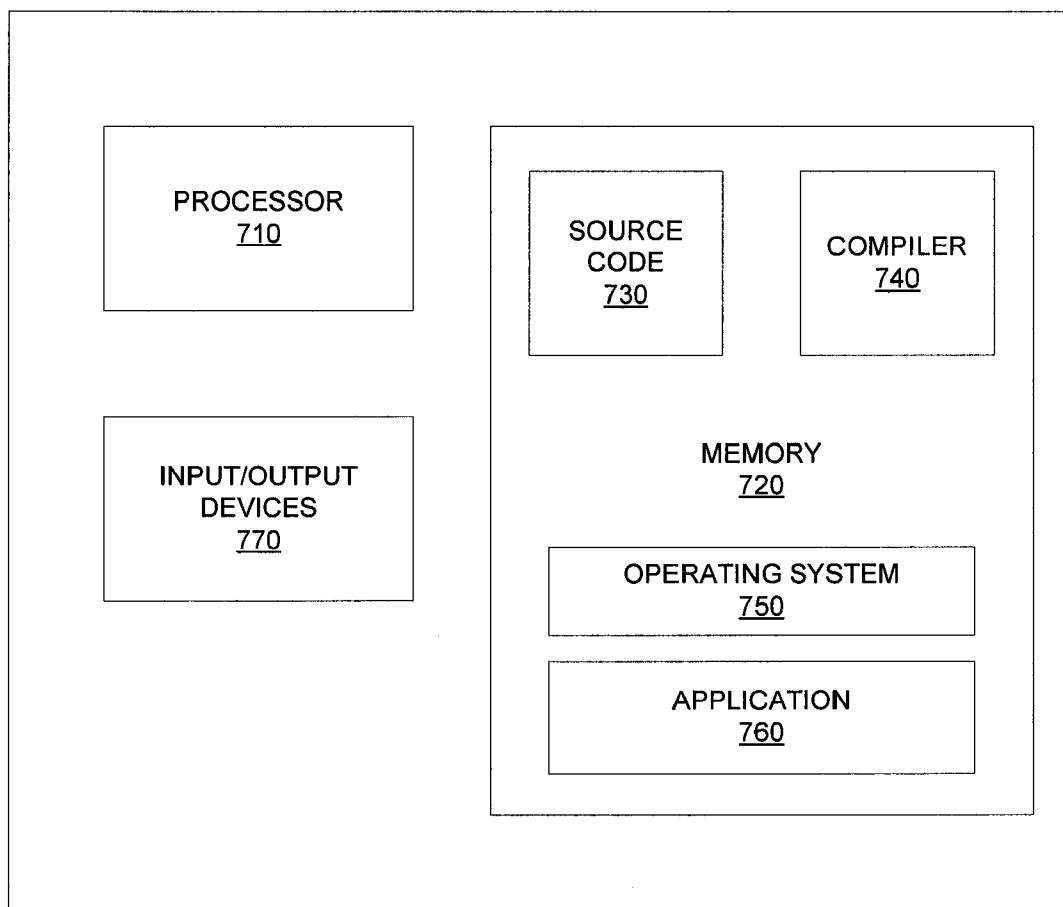 PROCESSOR
710
INPUT/OUTPUT
DEVICES
770
SOURCE
CODE
730
COMPILER
740
MEMORY
720
OPERATING SYSTEM
750
APPLICATION
760